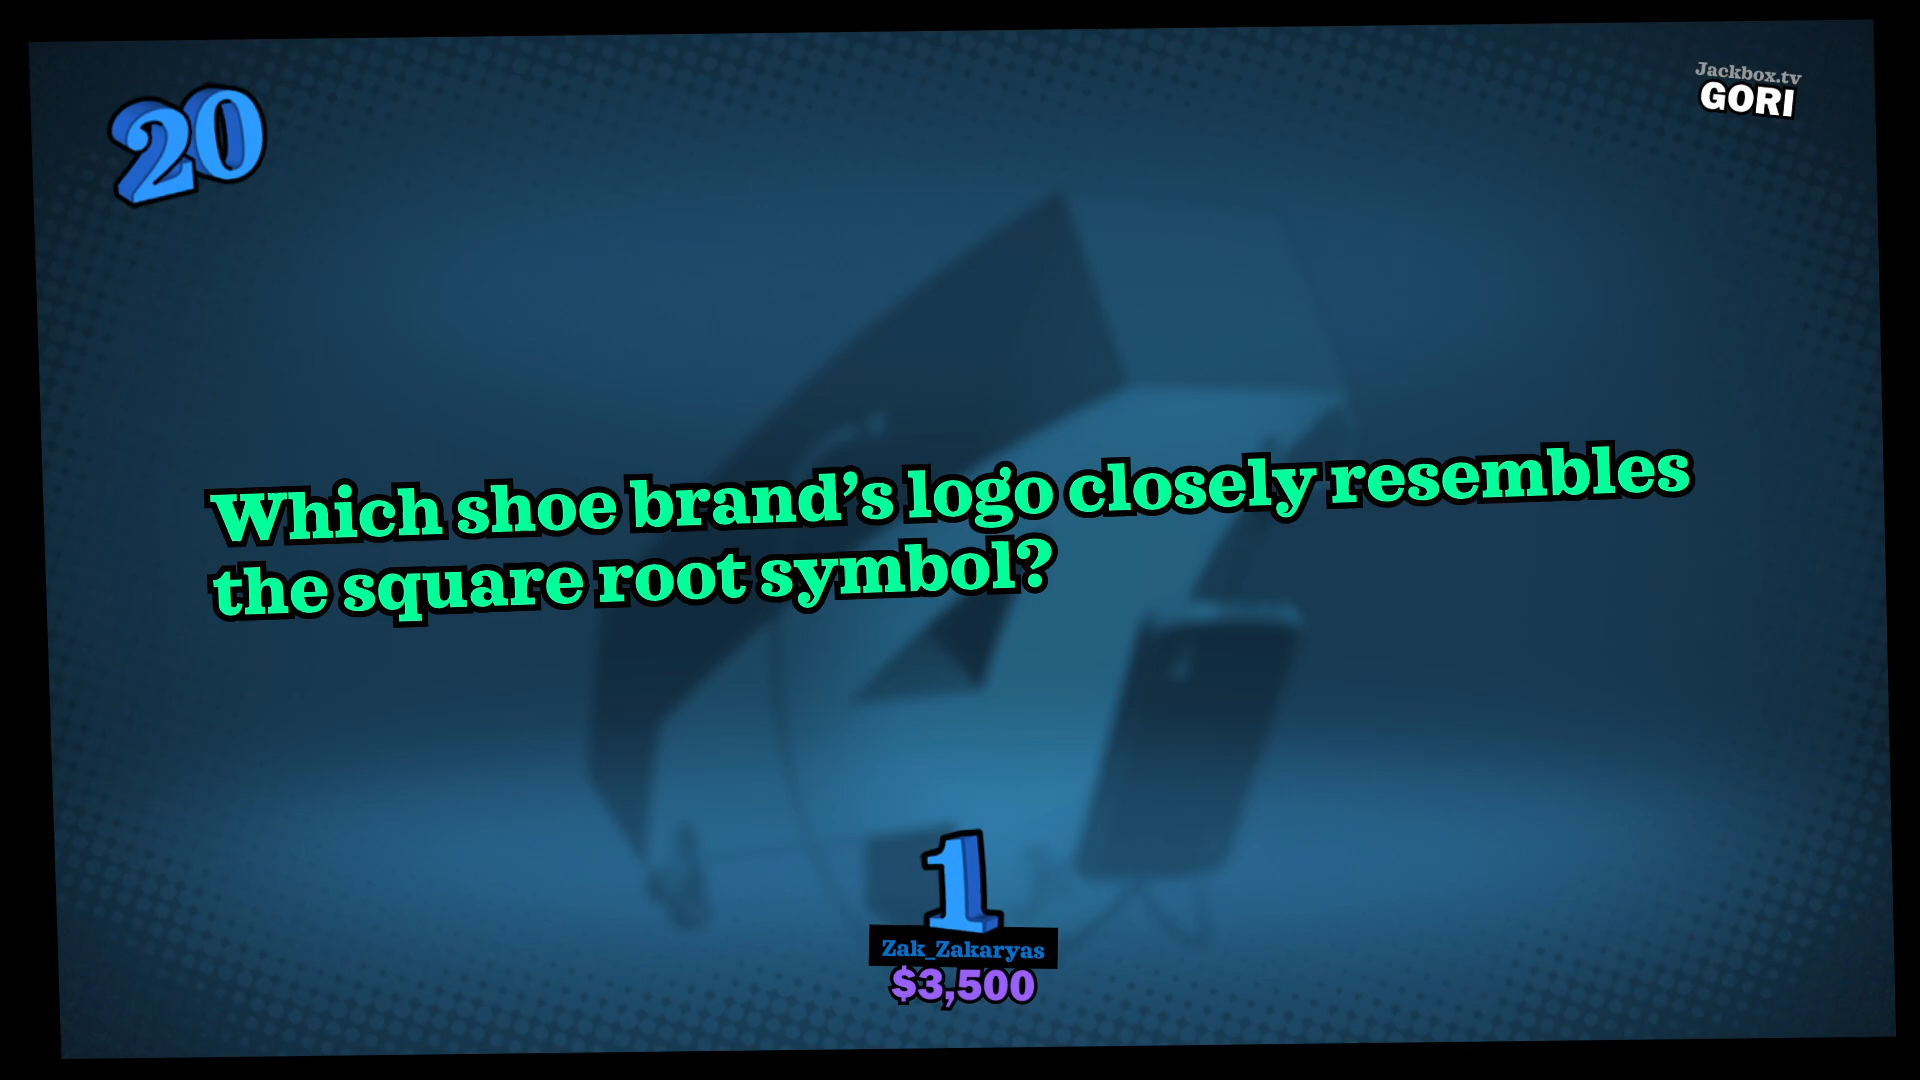 20
Jackbox.tv
GORI
Which shoe brand’s logo closely resembles
the square root symbol?
1
Zak_Zakaryas
$3,500